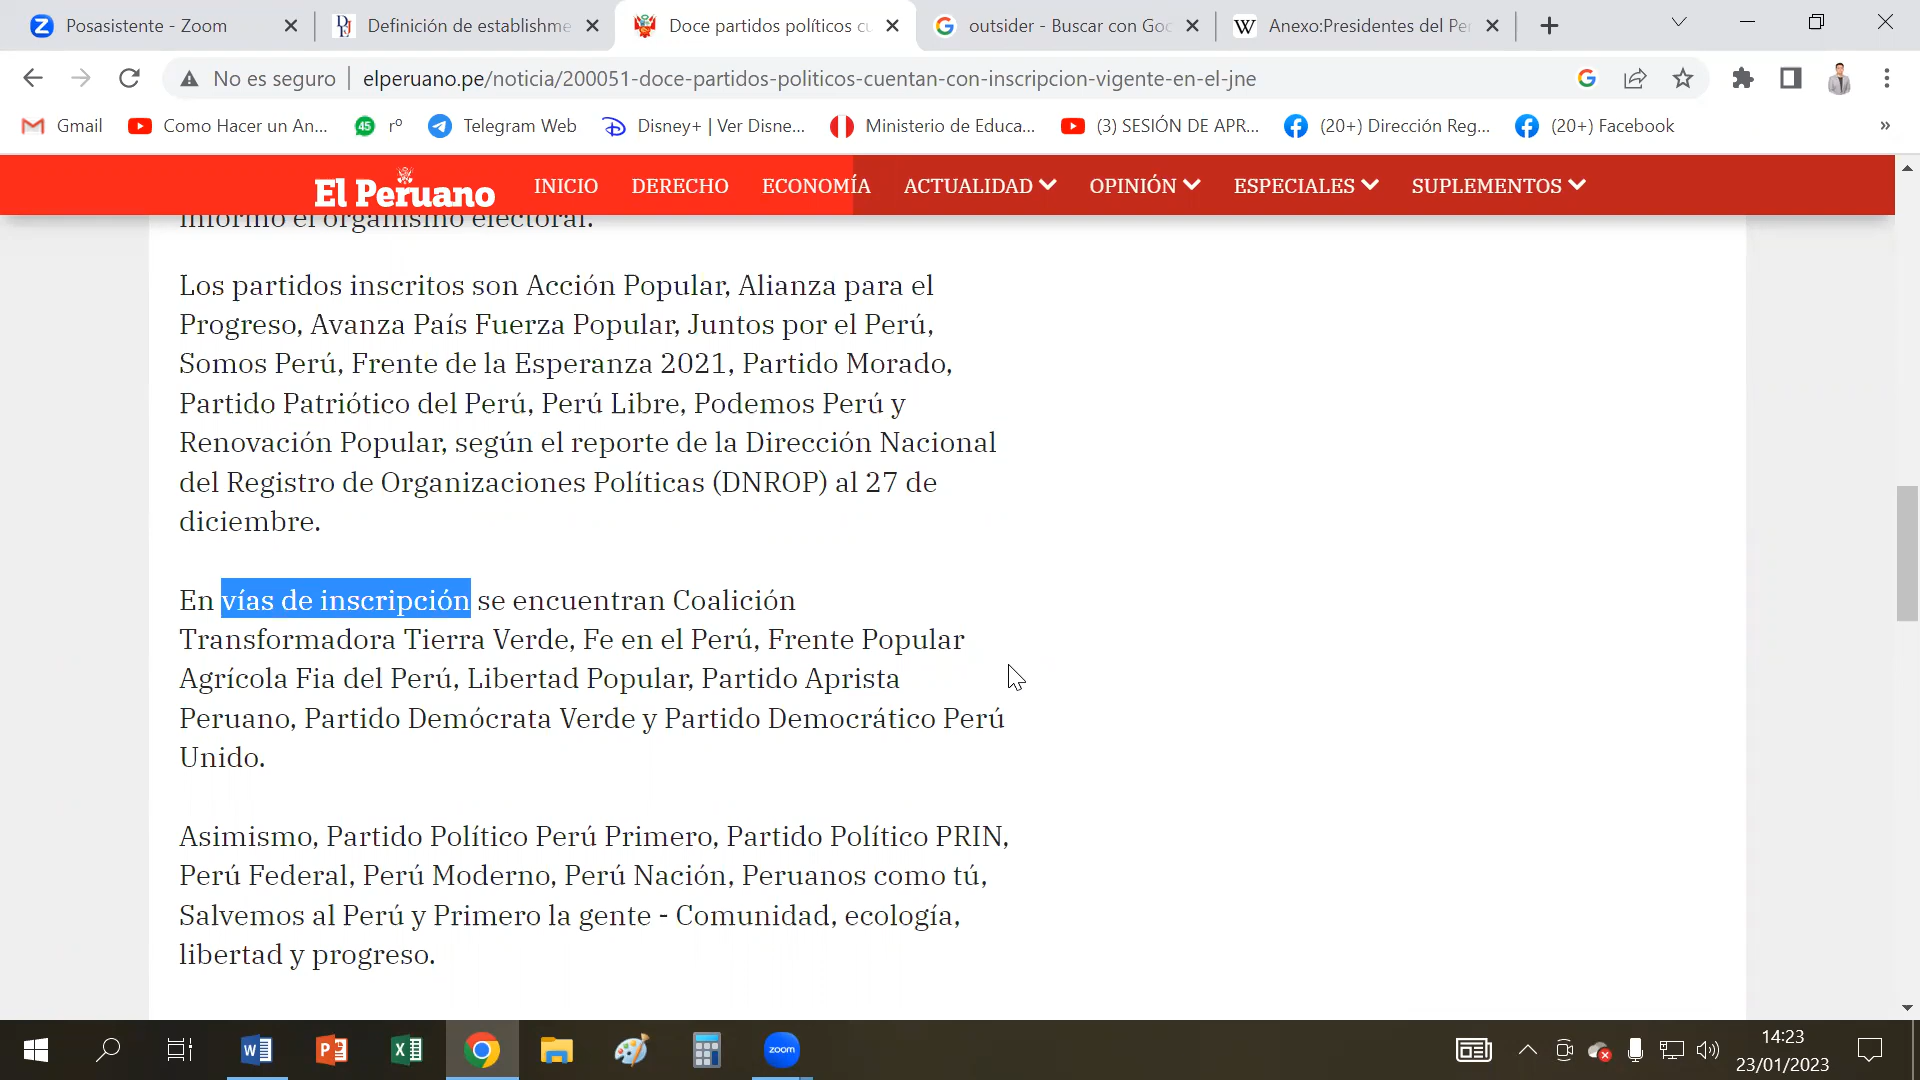 Posasistente - Zoom
Definición de establishme
Doce partidos políticos cu
outsider - Buscar con Goo
Anexo:Presidentes del Pe
No es seguro
elperuano.pe/noticia/200051-doce-partidos-politicos-cuentan-con-inscripcion-vigente-en-el-jne
Gmail
Como Hacer un An...
45
rº
Telegram Web
Disney+ | Ver Disne...
Ministerio de Educa...
(3) SESIÓN DE APR...
(20+) Dirección Reg...
(20+) Facebook
»
El Peruano
INICIO
DERECHO
ECONOMÍA
ACTUALIDAD
OPINIÓN
ESPECIALES
SUPLEMENTOS
informó el organismo electoral.
Los partidos inscritos son Acción Popular, Alianza para el
Progreso, Avanza País Fuerza Popular, Juntos por el Perú,
Somos Perú, Frente de la Esperanza 2021, Partido Morado,
Partido Patriótico del Perú, Perú Libre, Podemos Perú y
Renovación Popular, según el reporte de la Dirección Nacional
del Registro de Organizaciones Políticas (DNROP) al 27 de
diciembre.
En vías de inscripción se encuentran Coalición
Transformadora Tierra Verde, Fe en el Perú, Frente Popular
Agrícola Fia del Perú, Libertad Popular, Partido Aprista
Peruano, Partido Demócrata Verde y Partido Democrático Perú
Unido.
Asimismo, Partido Político Perú Primero, Partido Político PRIN,
Perú Federal, Perú Moderno, Perú Nación, Peruanos como tú,
Salvemos al Perú y Primero la gente - Comunidad, ecología,
libertad y progreso.
zoom
14:23
23/01/2023